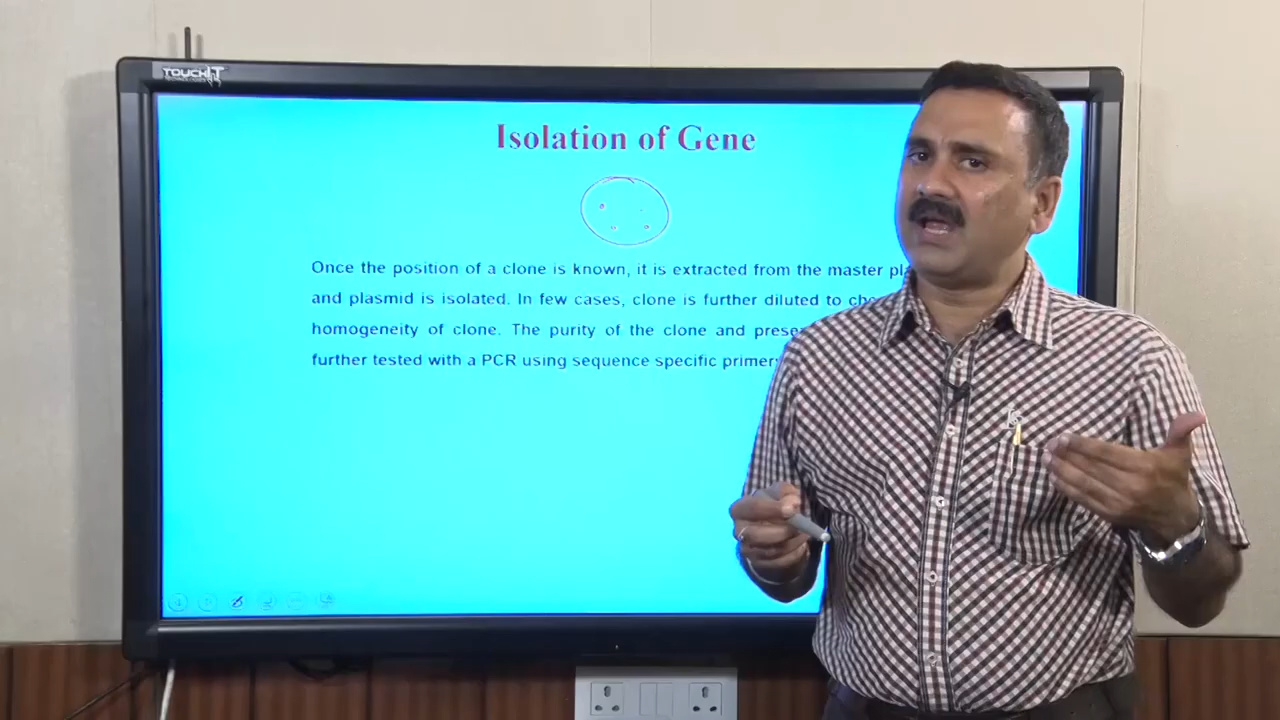 TOUCHIT
Isolation of Gene
Once the position of a clone is known, it is extracted from the master
and plasmid is isolated. In few cases, clone is further diluted to
homogeneity of clone. The purity of the clone and
further tested with a PCR using sequence specific